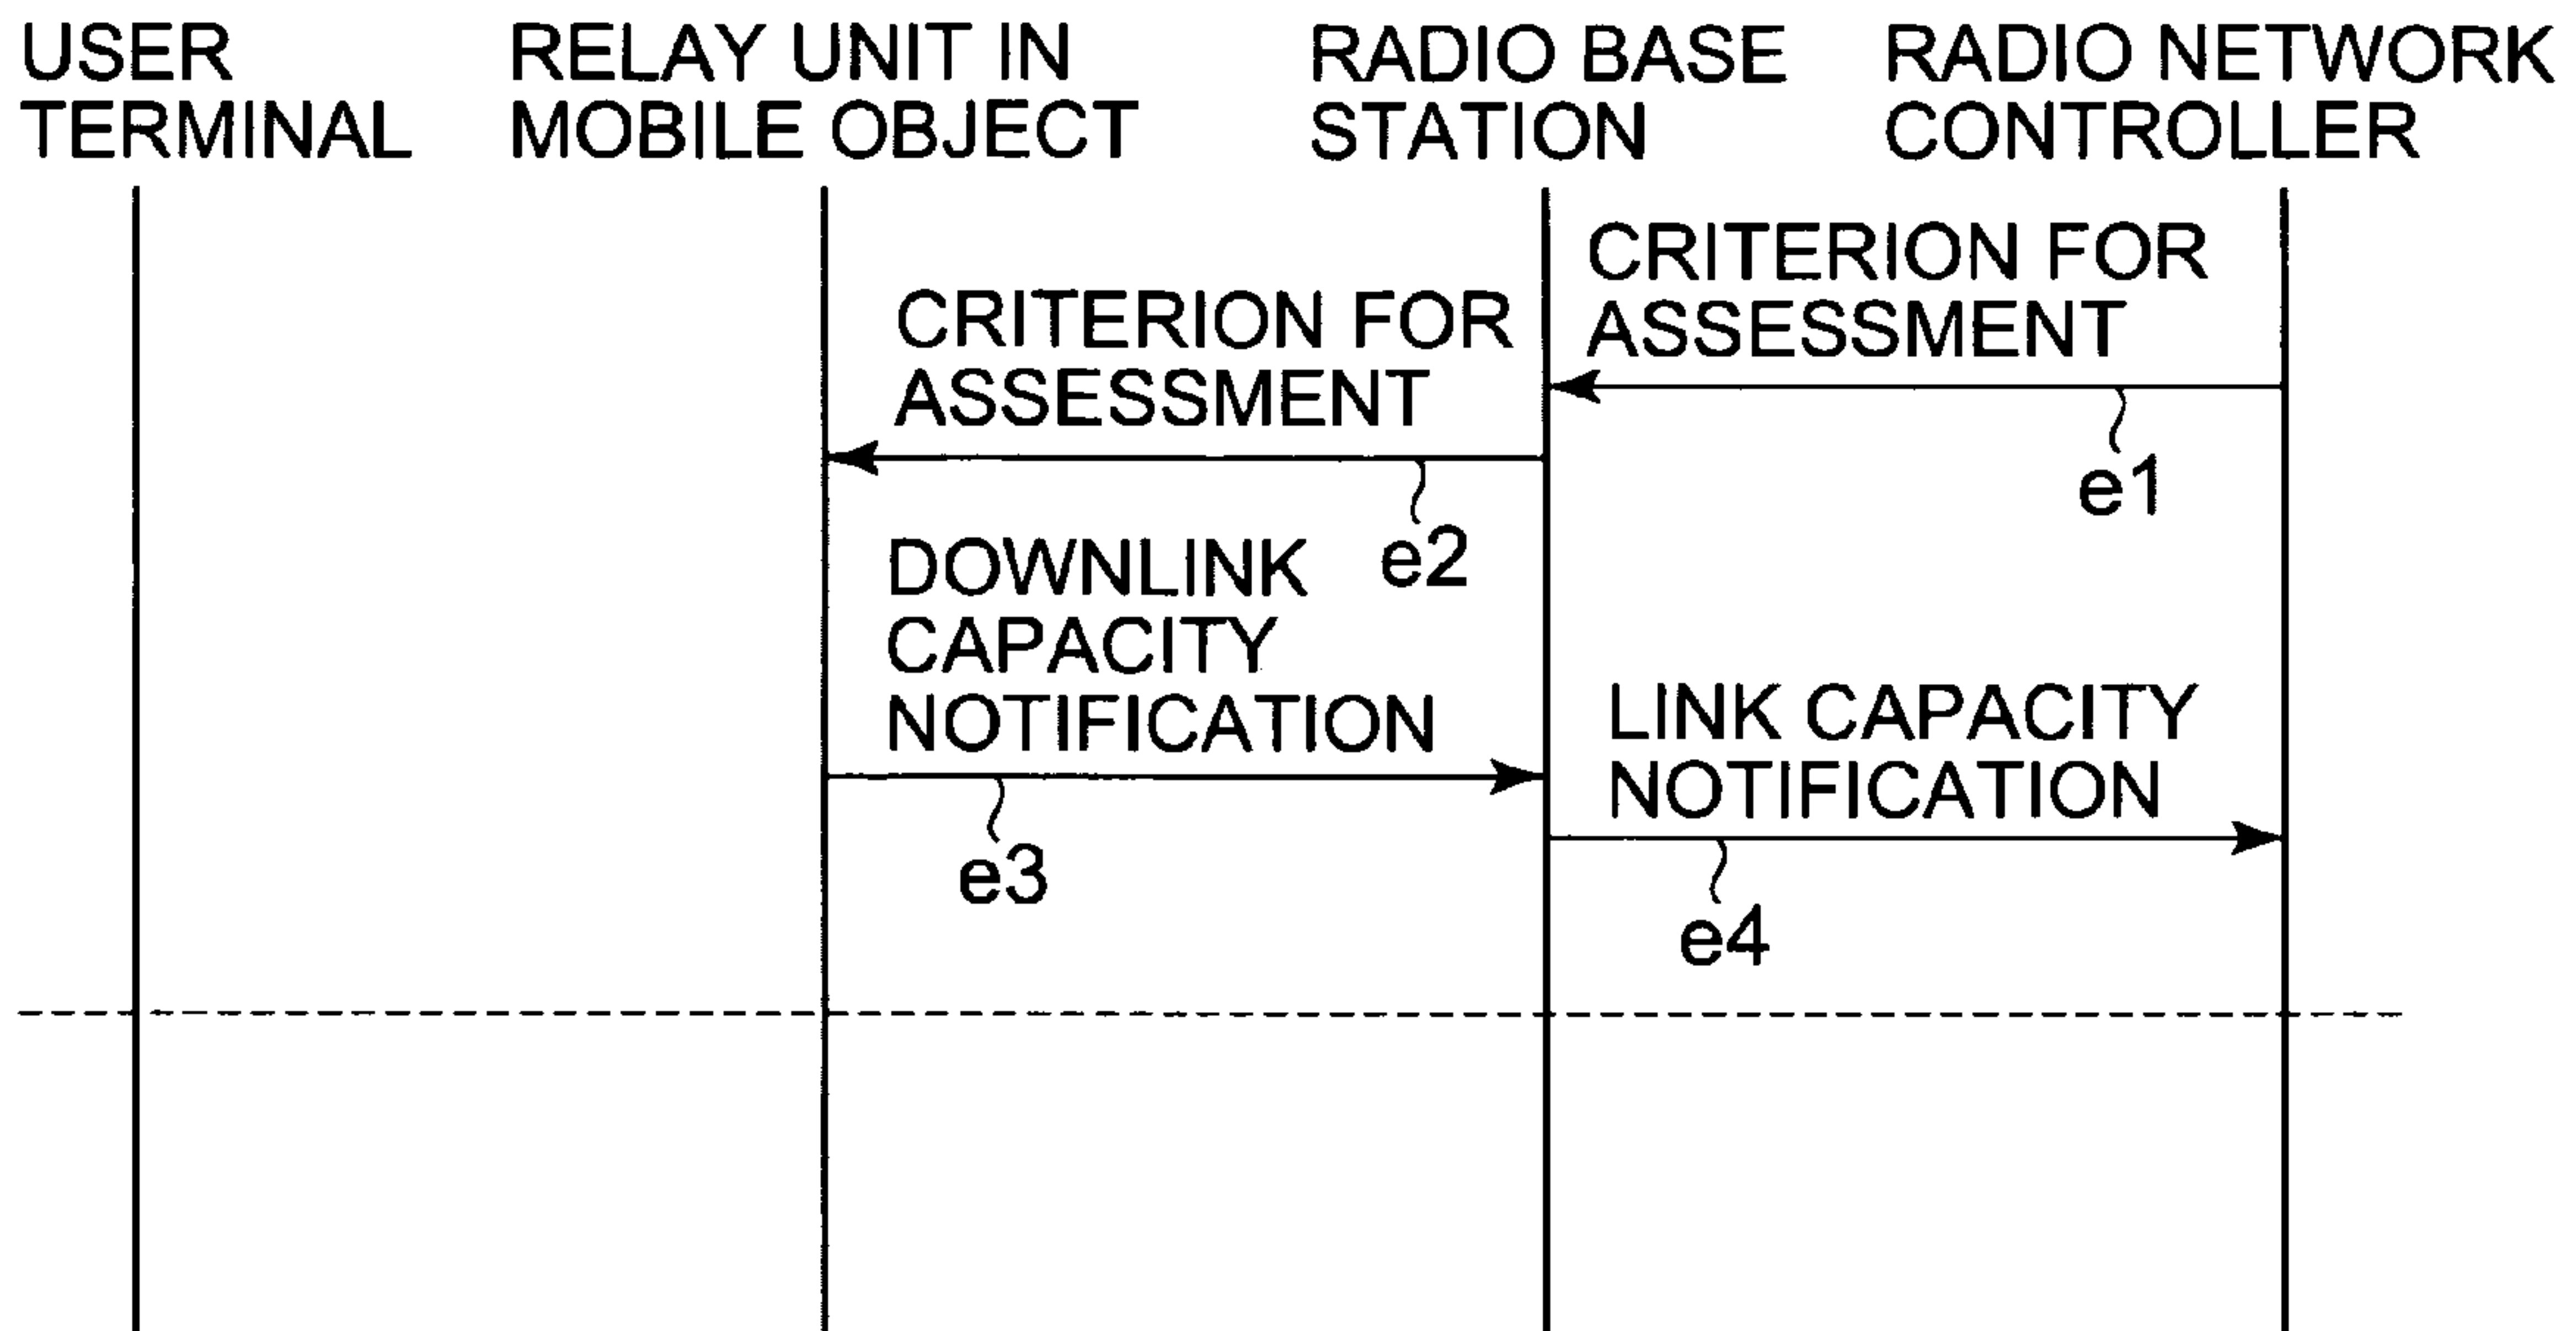 USER
TERMINAL
RELAY UNIT IN
MOBILE OBJECT
RADIO BASE
STATION
RADIO NETWORK
CONTROLLER
CRITERION FOR
ASSESSMENT
e1
CRITERION FOR
ASSESSMENT
e2
DOWNLINK
CAPACITY
NOTIFICATION
e3
LINK CAPACITY
NOTIFICATION
e4